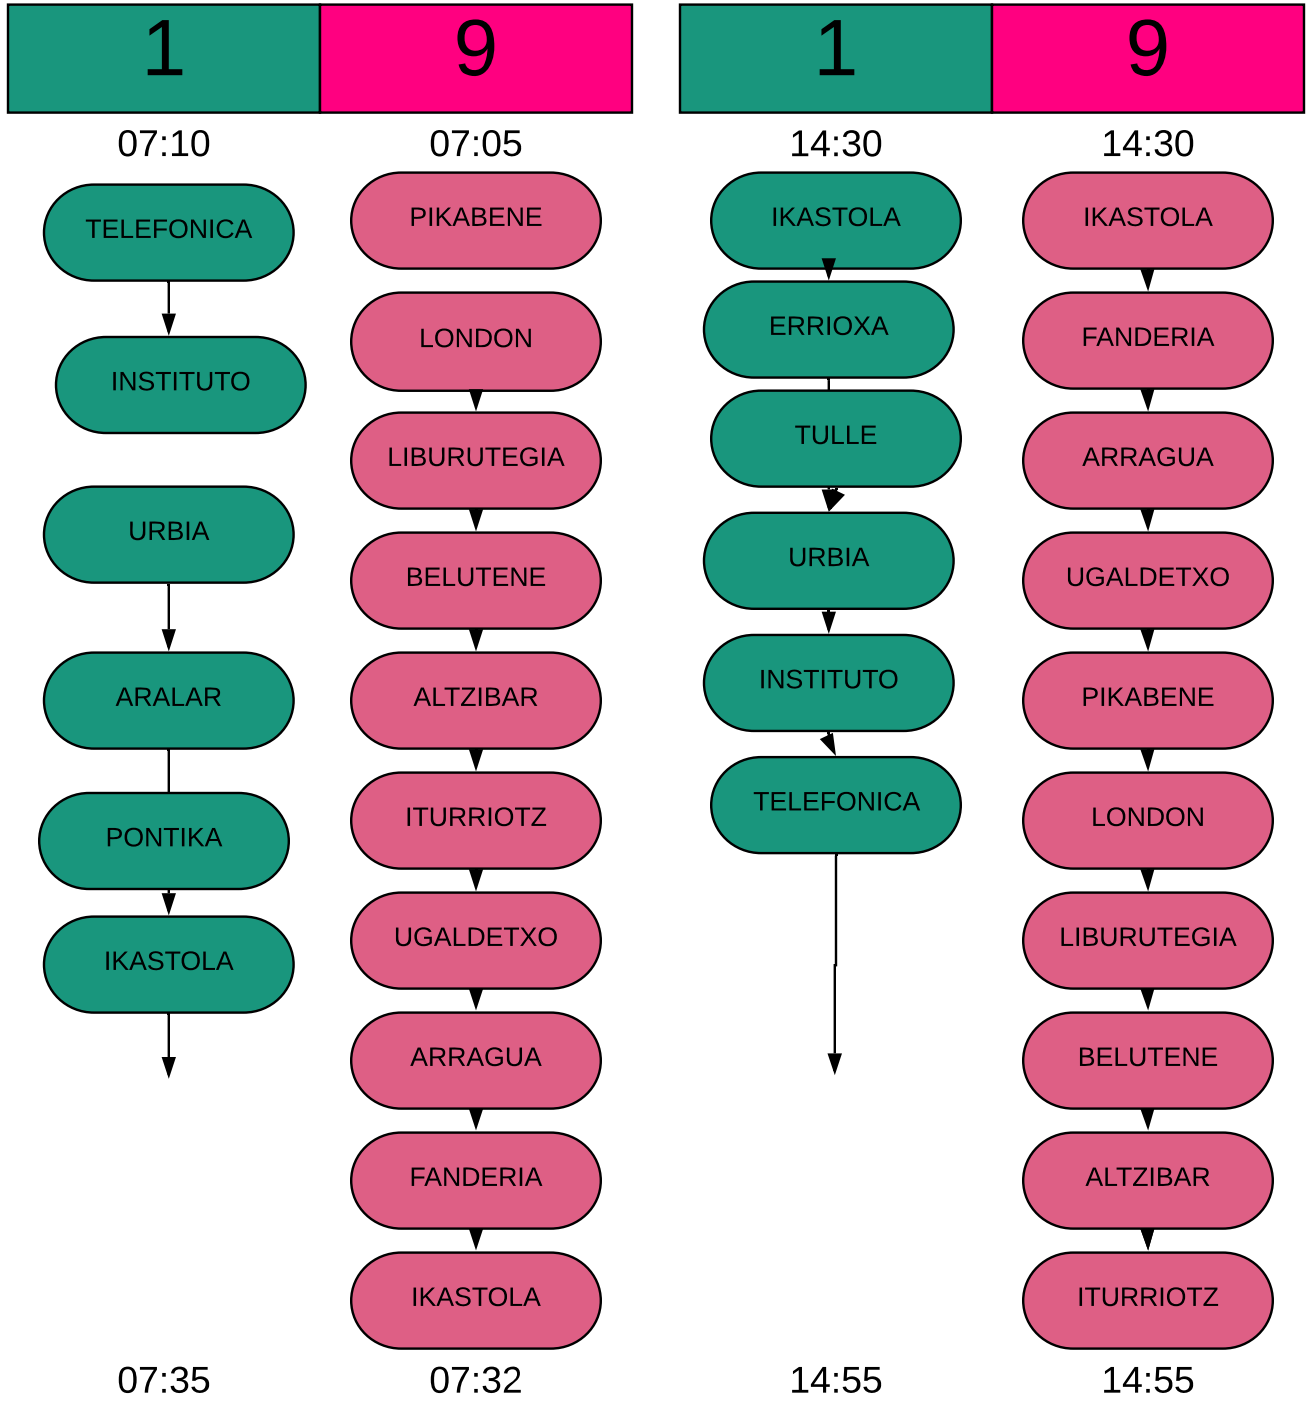 1
07:10
TELEFONICA
INSTITUTO
URBIA
ARALAR
PONTIKA
IKASTOLA
07:35
9
07:05
PIKABENE
LONDON
LIBURUTEGIA
BELUTENE
ALTZIBAR
ITURRIOTZ
UGALDETXO
ARRAGUA
FANDERIA
IKASTOLA
07:32
1
14:30
IKASTOLA
ERRIOXA
TULLE
URBIA
INSTITUTO
TELEFONICA
14:55
9
14:30
IKASTOLA
FANDERIA
ARRAGUA
UGALDETXO
PIKABENE
LONDON
LIBURUTEGIA
BELUTENE
ALTZIBAR
ITURRIOTZ
14:55